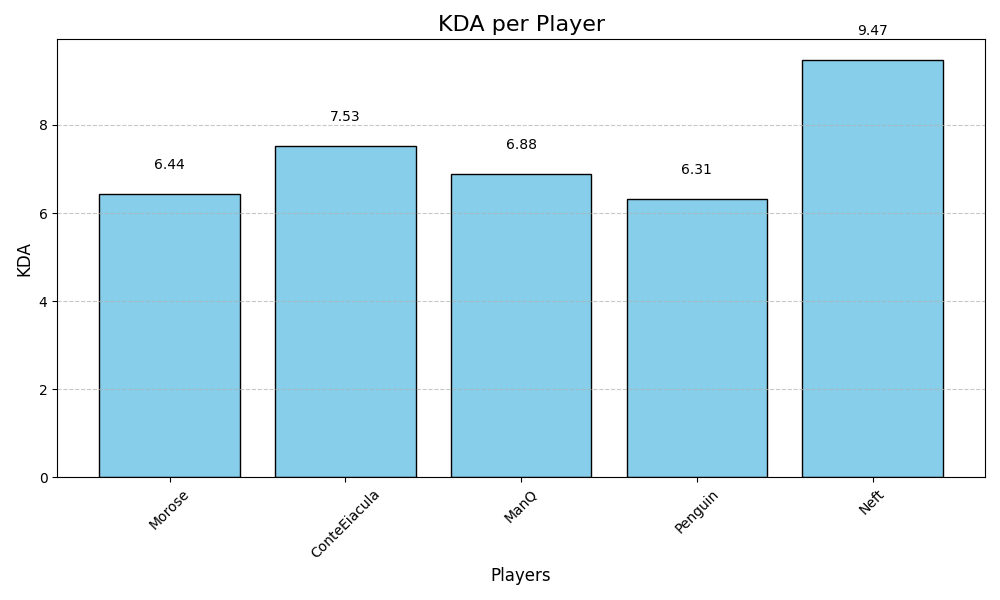 KDA per Player
9.47
7.53
6.88
6.44
6.31
KDA
8
6
4
2
0
Morose
ConteEiacula
ManQ
Penguin
Neft
Players